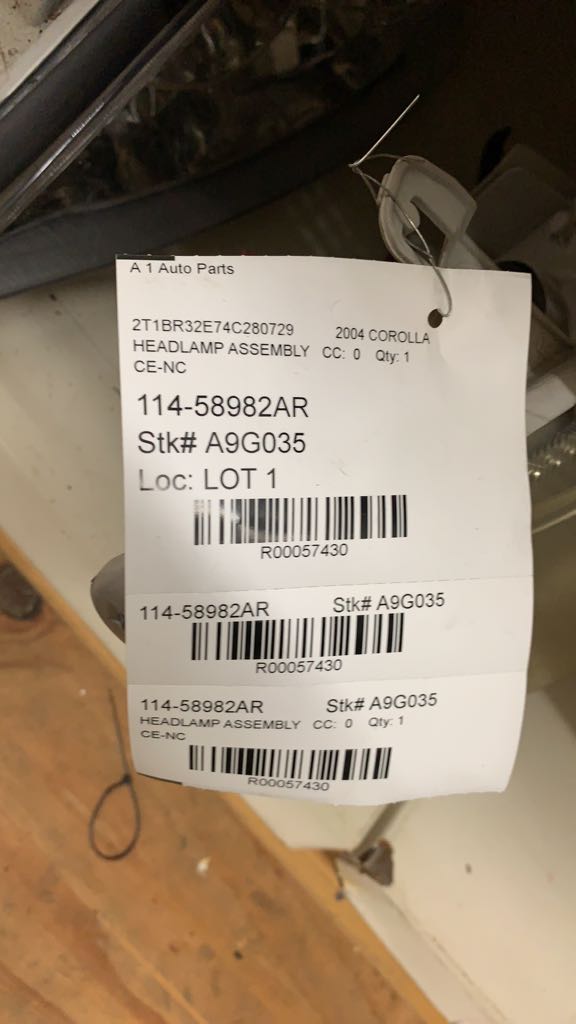 A 1 Auto Parts
2T1BR32E74C280729 2004 COROLLA
HEADLAMP ASSEMBLY CC: 0 Qty: 1
CE-NC
114-58982AR
Stk# A9G035
Loc: LOT 1
R00057430
114-58982AR Stk# A9G035
R00057430
114-58982AR Stk# A9G035
HEADLAMP ASSEMBLY CC: 0 Qty: 1
CE-NC
R00057430